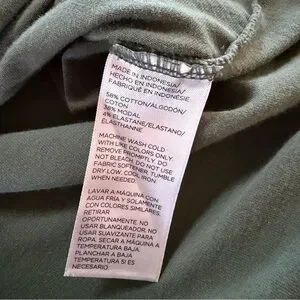 MADE IN INDONESIA/
HECHO EN INDONESIA/
FABRIQUÉ EN INDONÉSIE
58% COTTON/ALGODÓN/
COTON
38% MODAL
4% ELASTANE/ELASTANO/
ÉLASTHANNE
MACHINE WASH COLD
WITH LIKE COLORS ONLY
REMOVE PROMPTLY. DO
NOT BLEACH. DO NOT USE
FABRIC SOFTENER. TUMBLE
DRY LOW, COOL IRON
WHEN NEEDED.
LAVAR A MÁQUINA CON
AGUA FRÍA Y SOLAMENTE
CON COLORES SIMILARES.
RETIRAR
OPORTUNAMENTE. NO
USAR BLANQUEADOR. NO
USAR SUAVIZANTE PARA
ROPA. SECAR A MÁQUINA A
TEMPERATURA BAJA.
PLANCHAR A BAJA
TEMPERATURA SI ES
NECESARIO.